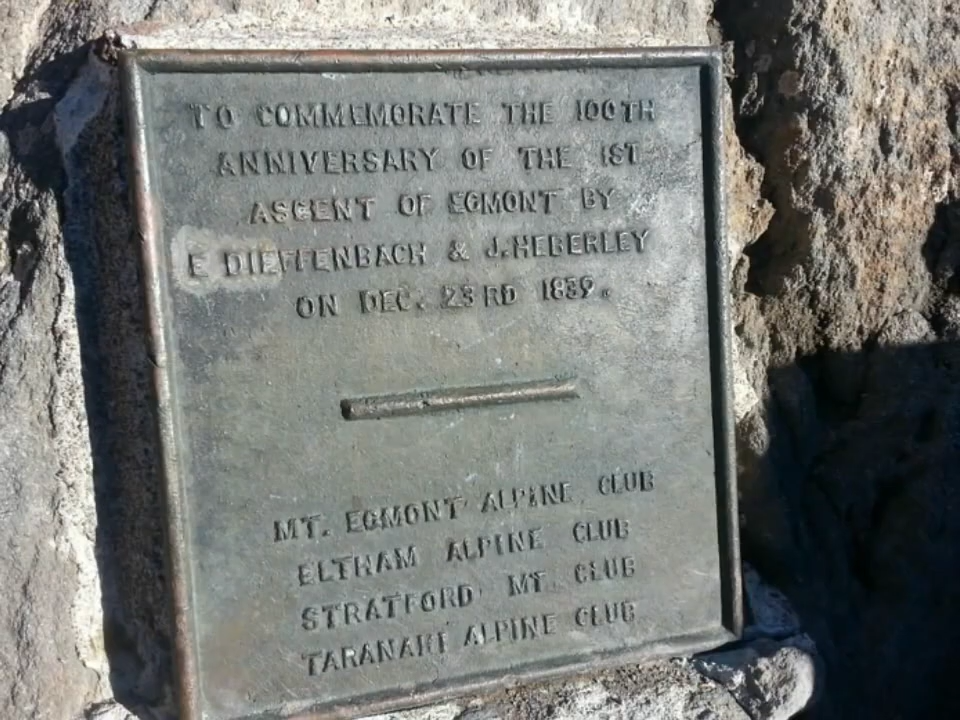 TO COMMEMORATE THE 100TH
ANNIVERSARY OF THE 1ST
ASCENT OF EGMONT BY
E DIEFFENBACH & J. HEBERLEY
ON DEC. 23RD 1839.
MT. EGMONT ALPINE CLUB
ELTHAM ALPINE CLUB
STRATFORD MT. CLUB
TARANAKI ALPINE CLUB